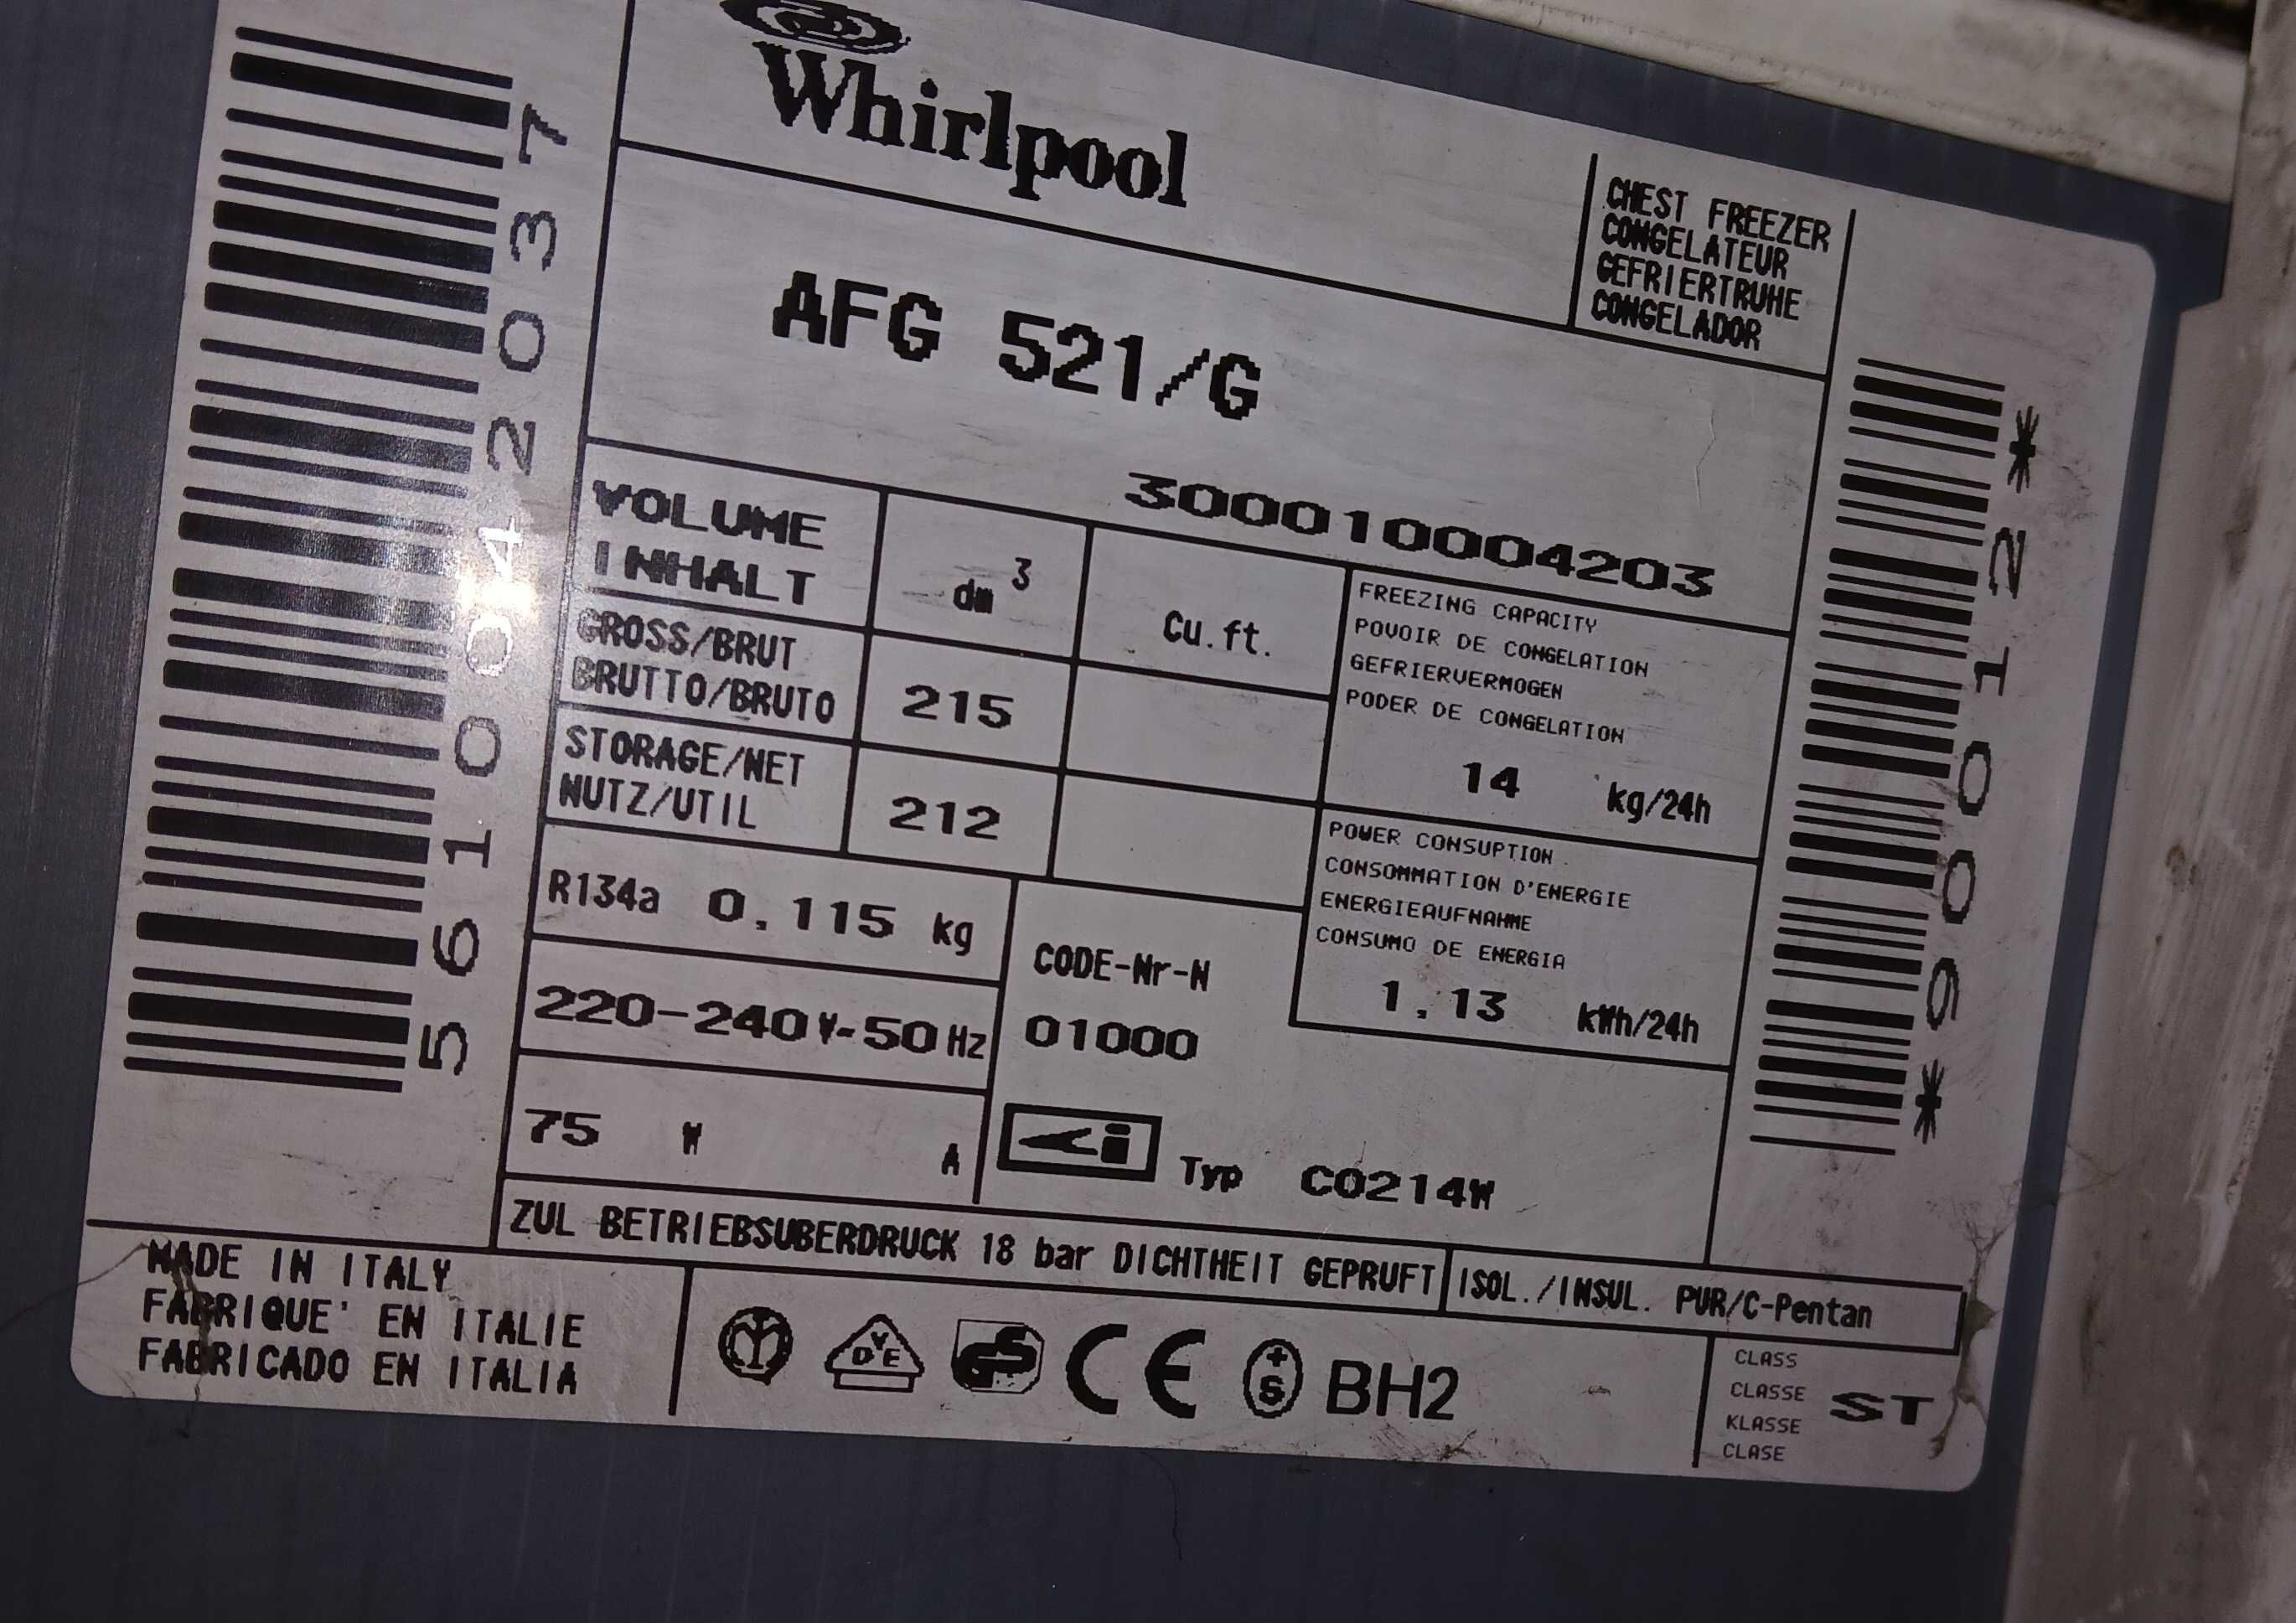 Whirlpool
CHEST FREEZER
CONGELATEUR
GEFRIERTRUHE
CONGELADOR
AFG 521/G
300010004203
VOLUME
INHALT
dm3
Cu.ft.
GROSS/BRUT
BRUTTO/BRUTO
215
STORAGE/NET
NUTZ/UTIL
212
FREEZING CAPACITY
POVOIR DE CONGELATION
GEFRIERVERMOGEN
PODER DE CONGELATION
14 kg/24h
POWER CONSUPTION
CONSOMMATION D'ENERGIE
ENERGIEAUFNAHME
CONSUMO DE ENERGIA
1.13 kWh/24h
R134a 0.115 kg
220-240V-50Hz
75 W A
CODE-Nr-N
01000
Typ C0214W
ZUL BETRIEBSUBERDRUCK 18 bar DICHTHEIT GEPRUFT
ISOL./INSUL. PUR/C-Pentan
MADE IN ITALY
FABRIQUE' EN ITALIE
FABRICADO EN ITALIA
VDE
GS
CE
+S
BH2
CLASS
CLASSE
KLASSE
CLASE
ST
5610042037
*9000012*